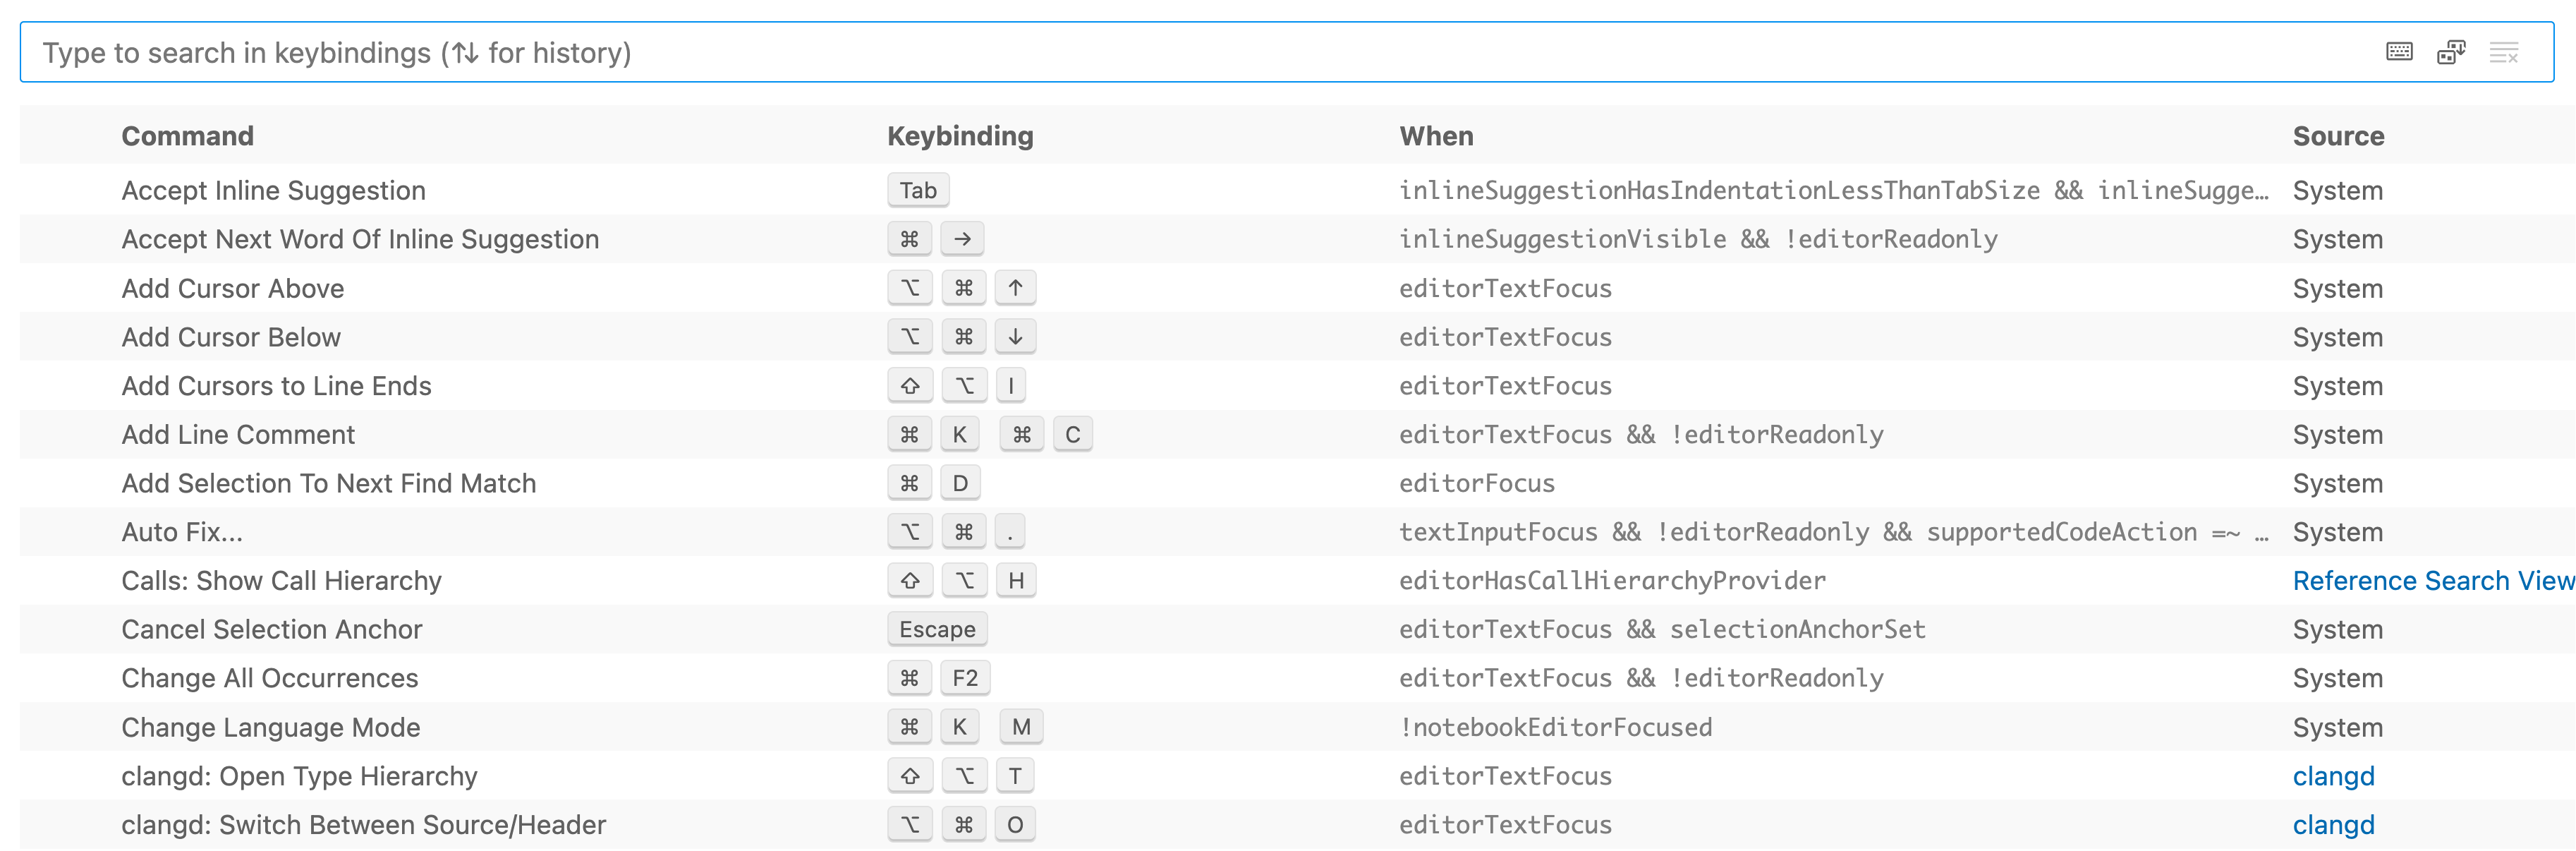 Type to search in keybindings (↑↓ for history)
Command Keybinding When Source
Accept Inline Suggestion Tab inlineSuggestionHasIndentationLessThanTabSize && inlineSugge… System
Accept Next Word Of Inline Suggestion ⌘ → inlineSuggestionVisible && !editorReadonly System
Add Cursor Above ⌥ ⌘ ↑ editorTextFocus System
Add Cursor Below ⌥ ⌘ ↓ editorTextFocus System
Add Cursors to Line Ends ⇧ ⌥ I editorTextFocus System
Add Line Comment ⌘ K ⌘ C editorTextFocus && !editorReadonly System
Add Selection To Next Find Match ⌘ D editorFocus System
Auto Fix... ⌥ ⌘ . textInputFocus && !editorReadonly && supportedCodeAction =~ … System
Calls: Show Call Hierarchy ⇧ ⌥ H editorHasCallHierarchyProvider Reference Search View
Cancel Selection Anchor Escape editorTextFocus && selectionAnchorSet System
Change All Occurrences ⌘ F2 editorTextFocus && !editorReadonly System
Change Language Mode ⌘ K M !notebookEditorFocused System
clangd: Open Type Hierarchy ⇧ ⌥ T editorTextFocus clangd
clangd: Switch Between Source/Header ⌥ ⌘ O editorTextFocus clangd